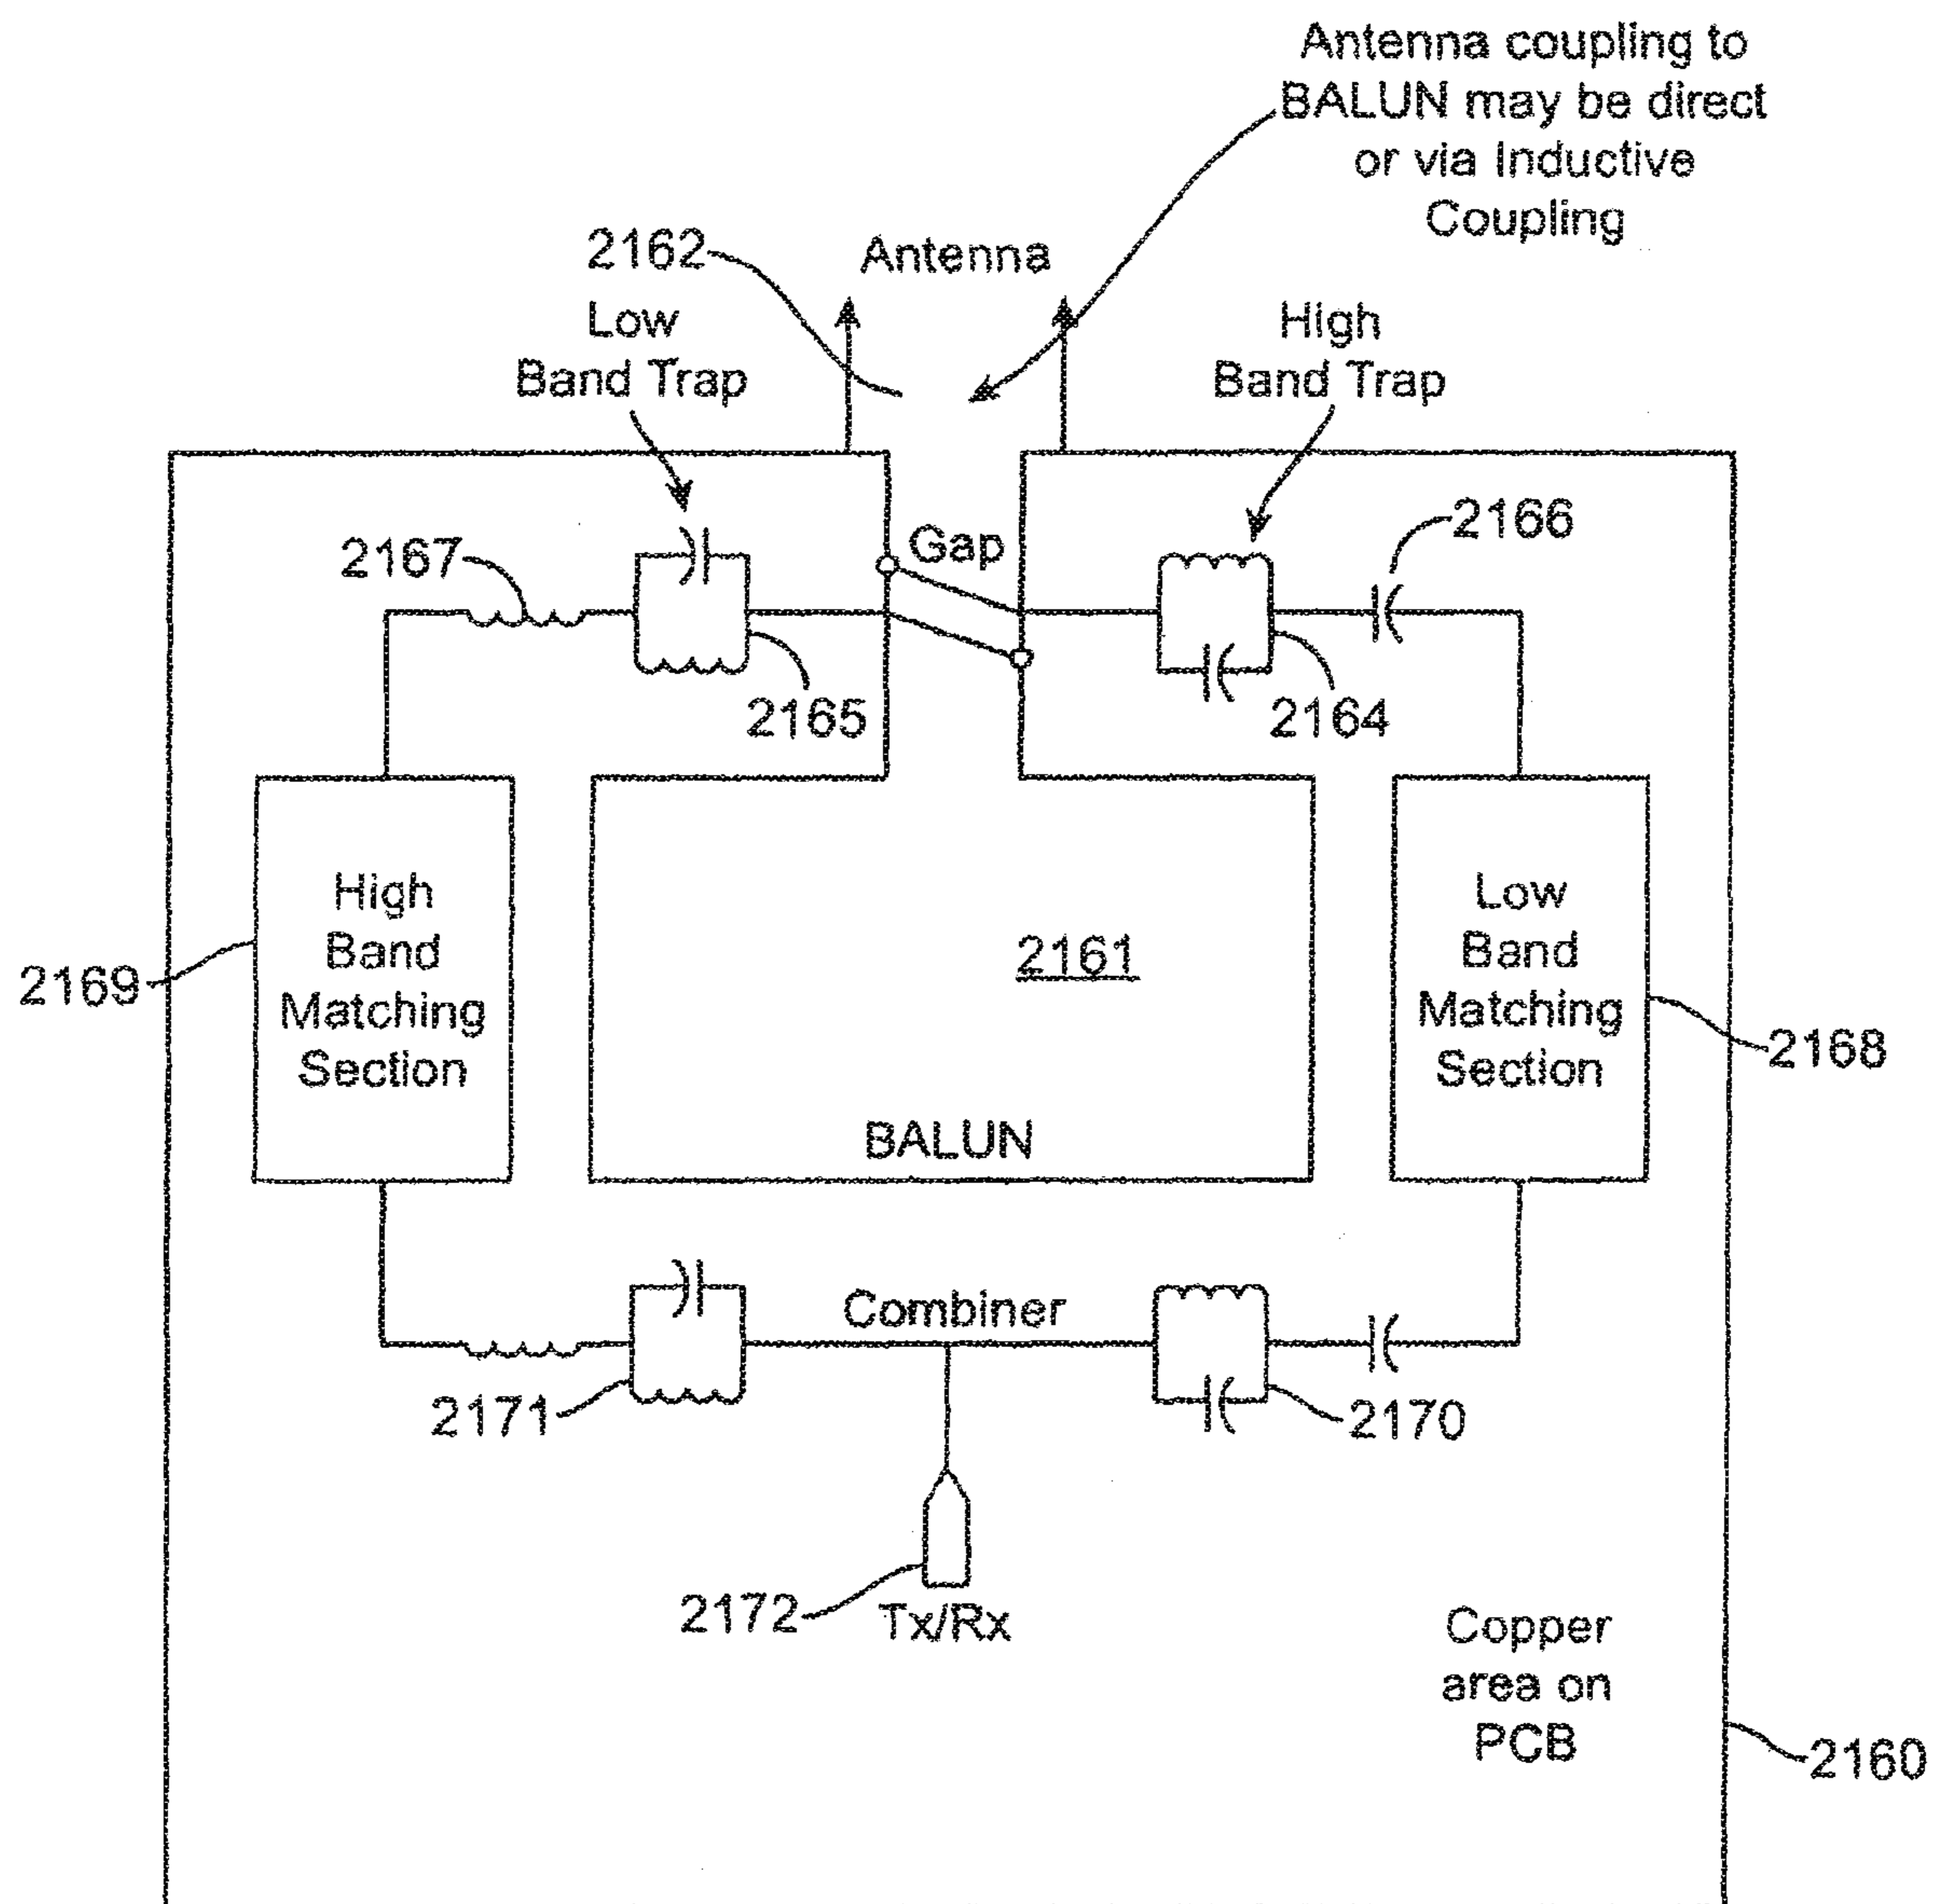 Antenna coupling to
BALUN may be direct
or via Inductive
Coupling
2162
Antenna
Low
Band Trap
High
Band Trap
2167
Gap
2166
2165
2164
High
Band
Matching
Section
2169
2161
BALUN
Low
Band
Matching
Section
2168
Combiner
2171
2170
2172
Tx/Rx
Copper
area on
PCB
2160